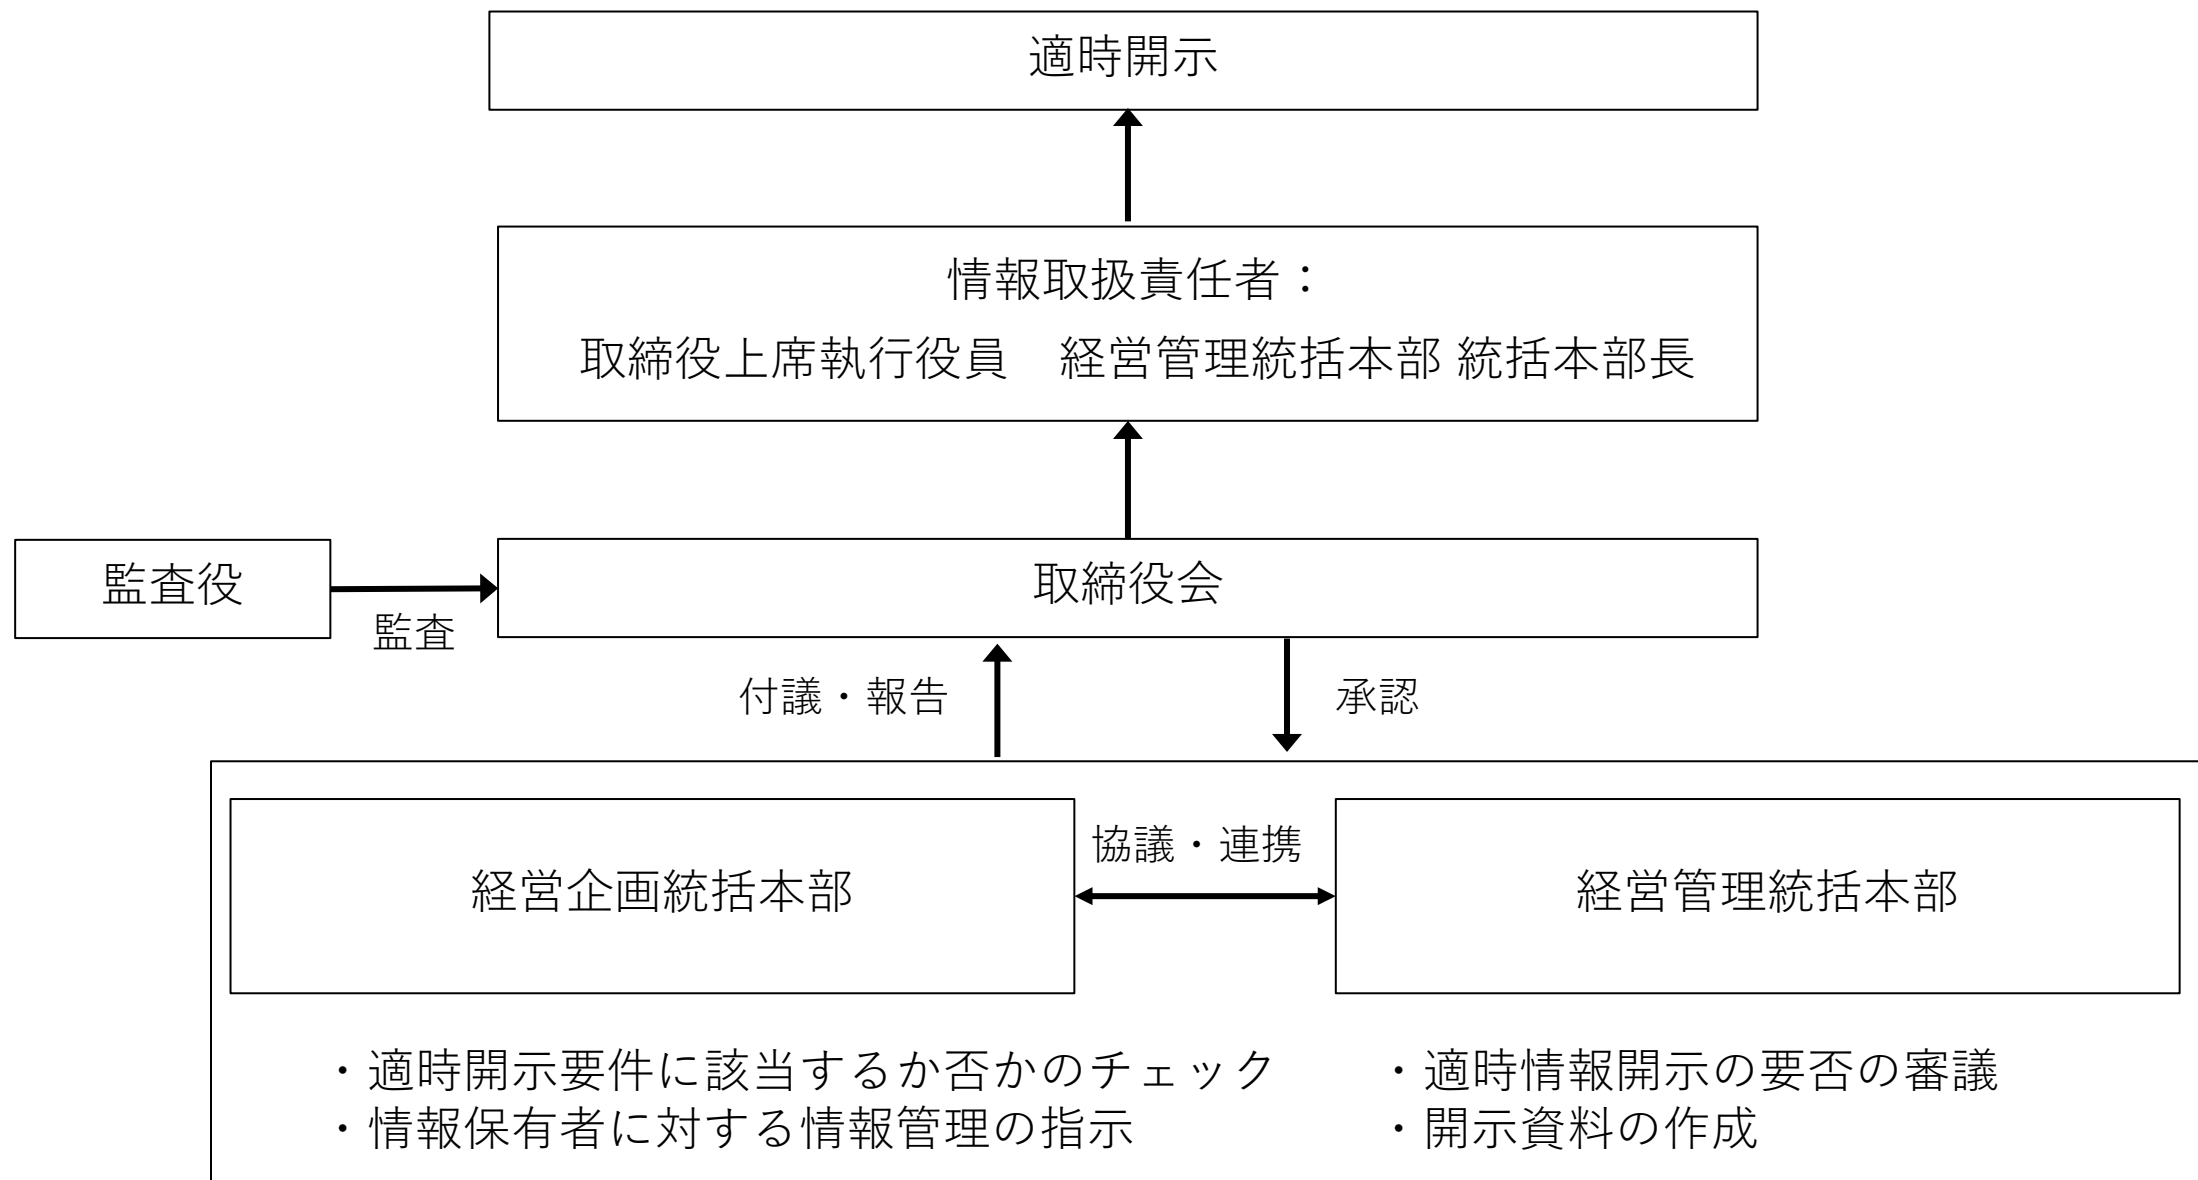 適時開示
情報取扱責任者：
取締役上席執行役員　経営管理統括本部 統括本部長
監査役
取締役会
監査
付議・報告
承認
協議・連携
経営企画統括本部
経営管理統括本部
・適時開示要件に該当するか否かのチェック
・情報保有者に対する情報管理の指示
・適時情報開示の要否の審議
・開示資料の作成